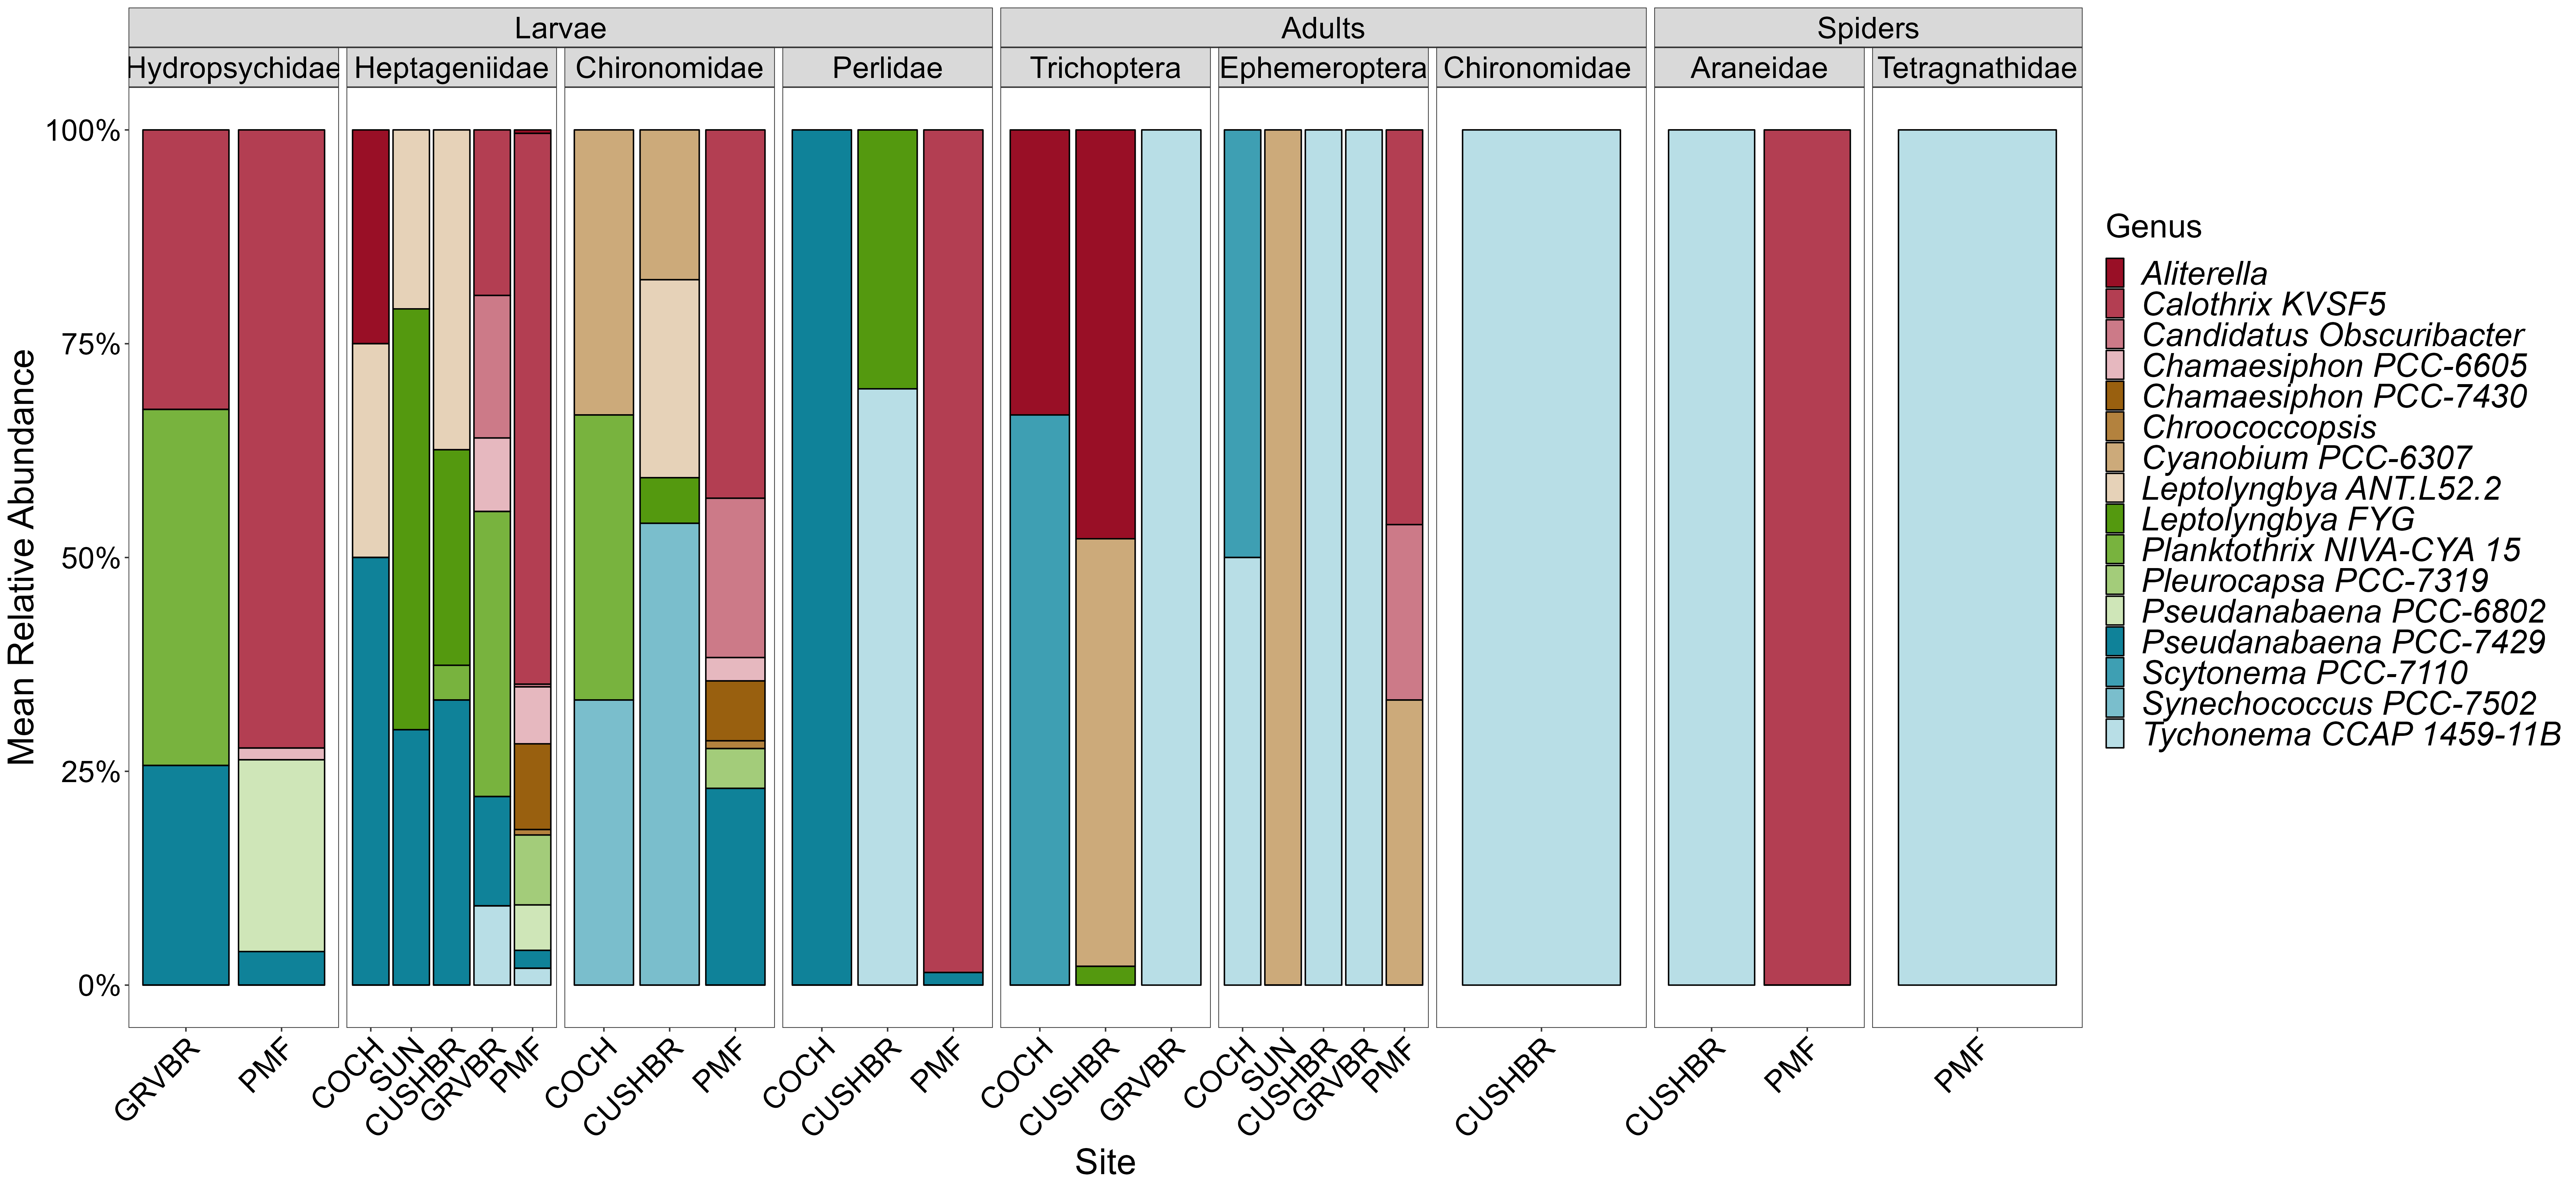 Larvae
Adults
Spiders
Hydropsychidae
Heptageniidae
Chironomidae
Perlidae
Trichoptera
Ephemeroptera
Chironomidae
Araneidae
Tetragnathidae
Mean Relative Abundance
100%
75%
50%
25%
0%
GRVBR
PMF
COCH
SUN
CUSHBR
GRVBR
PMF
COCH
CUSHBR
PMF
COCH
CUSHBR
PMF
COCH
CUSHBR
GRVBR
COCH
SUN
CUSHBR
GRVBR
PMF
CUSHBR
CUSHBR
PMF
PMF
Site
Genus
Aliterella
Calothrix KVSF5
Candidatus Obscuribacter
Chamaesiphon PCC-6605
Chamaesiphon PCC-7430
Chroococcopsis
Cyanobium PCC-6307
Leptolyngbya ANT.L52.2
Leptolyngbya FYG
Planktothrix NIVA-CYA 15
Pleurocapsa PCC-7319
Pseudanabaena PCC-6802
Pseudanabaena PCC-7429
Scytonema PCC-7110
Synechococcus PCC-7502
Tychonema CCAP 1459-11B